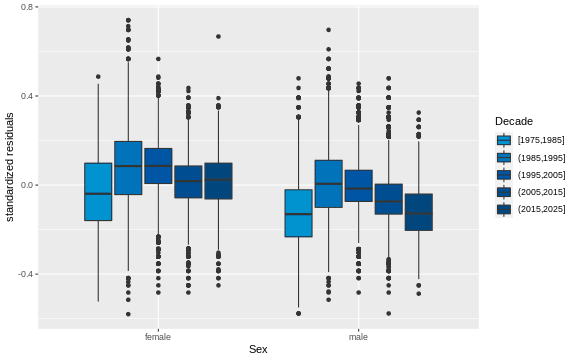 0.8
0.4
0.0
-0.4
standardized residuals
female
male
Sex
Decade
[1975,1985]
(1985,1995]
(1995,2005]
(2005,2015]
(2015,2025]